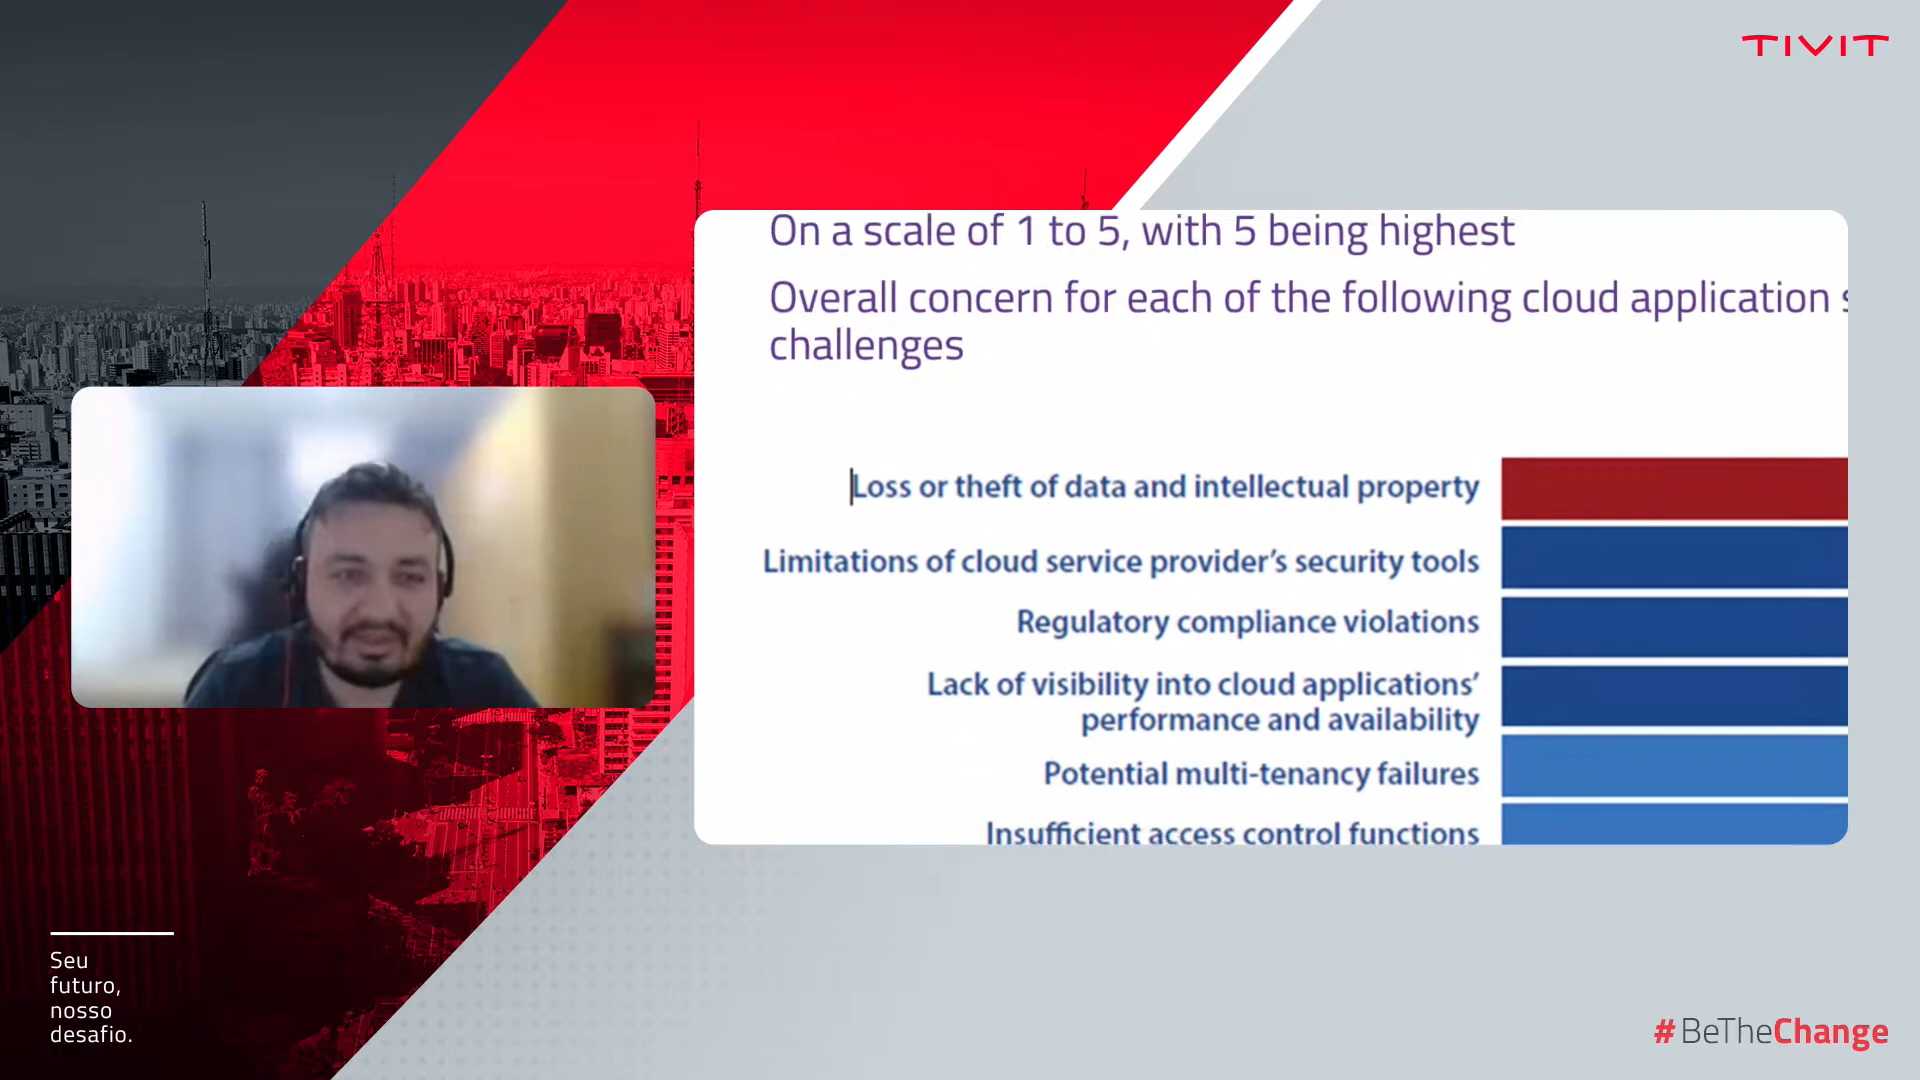 TIVIT
On a scale of 1 to 5, with 5 being highest
Overall concern for each of the following cloud application
challenges
Loss or theft of data and intellectual property
Limitations of cloud service provider’s security tools
Regulatory compliance violations
Lack of visibility into cloud applications’
performance and availability
Potential multi-tenancy failures
Insufficient access control functions
Seu
futuro,
nosso
desafio.
#BeTheChange